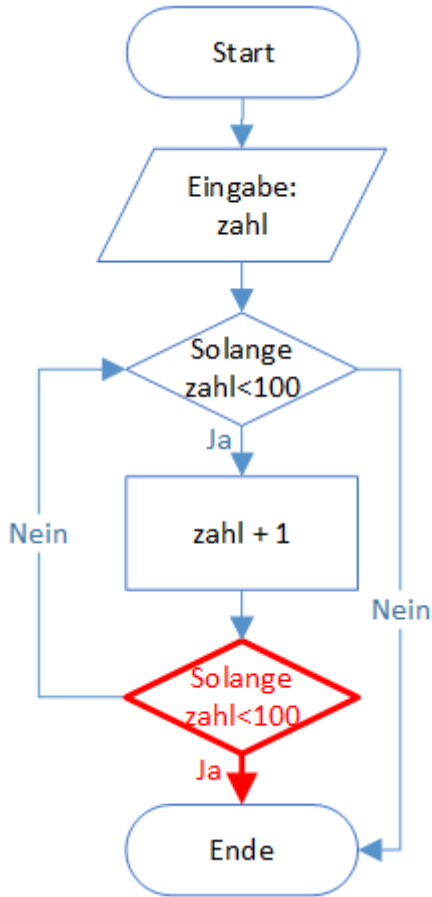 Start
Eingabe:
zahl
Solange
zahl<100
Ja
zahl + 1
Nein
Nein
Solange
zahl<100
Ja
Ende